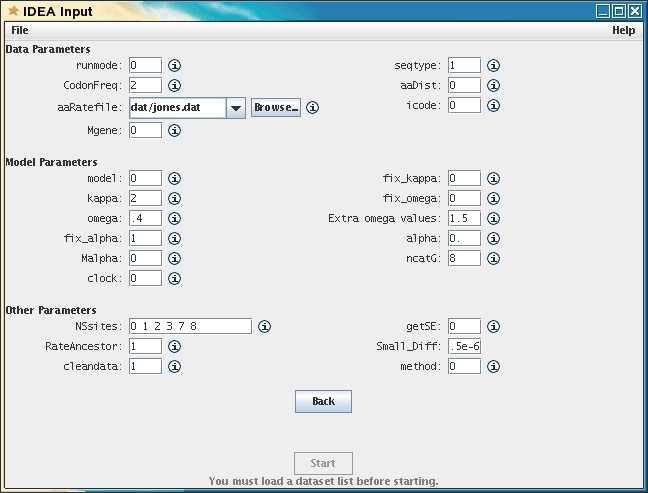 IDEA Input
File Help
Data Parameters
runmode: 0 seqtype: 1
CodonFreq: 2 aaDist: 0
aaRatefile: dat/jones.dat Browse... icode: 0
Mgene: 0
Model Parameters
model: 0 fix_kappa: 0
kappa: 2 fix_omega: 0
omega: .4 Extra omega values: 1.5
fix_alpha: 1 alpha: 0.
Malpha: 0 ncatG: 8
clock: 0
Other Parameters
NSsites: 0 1 2 3 7 8 getSE: 0
RateAncestor: 1 Small_Diff: .5e-6
cleandata: 1 method: 0
Back
Start
You must load a dataset list before starting.